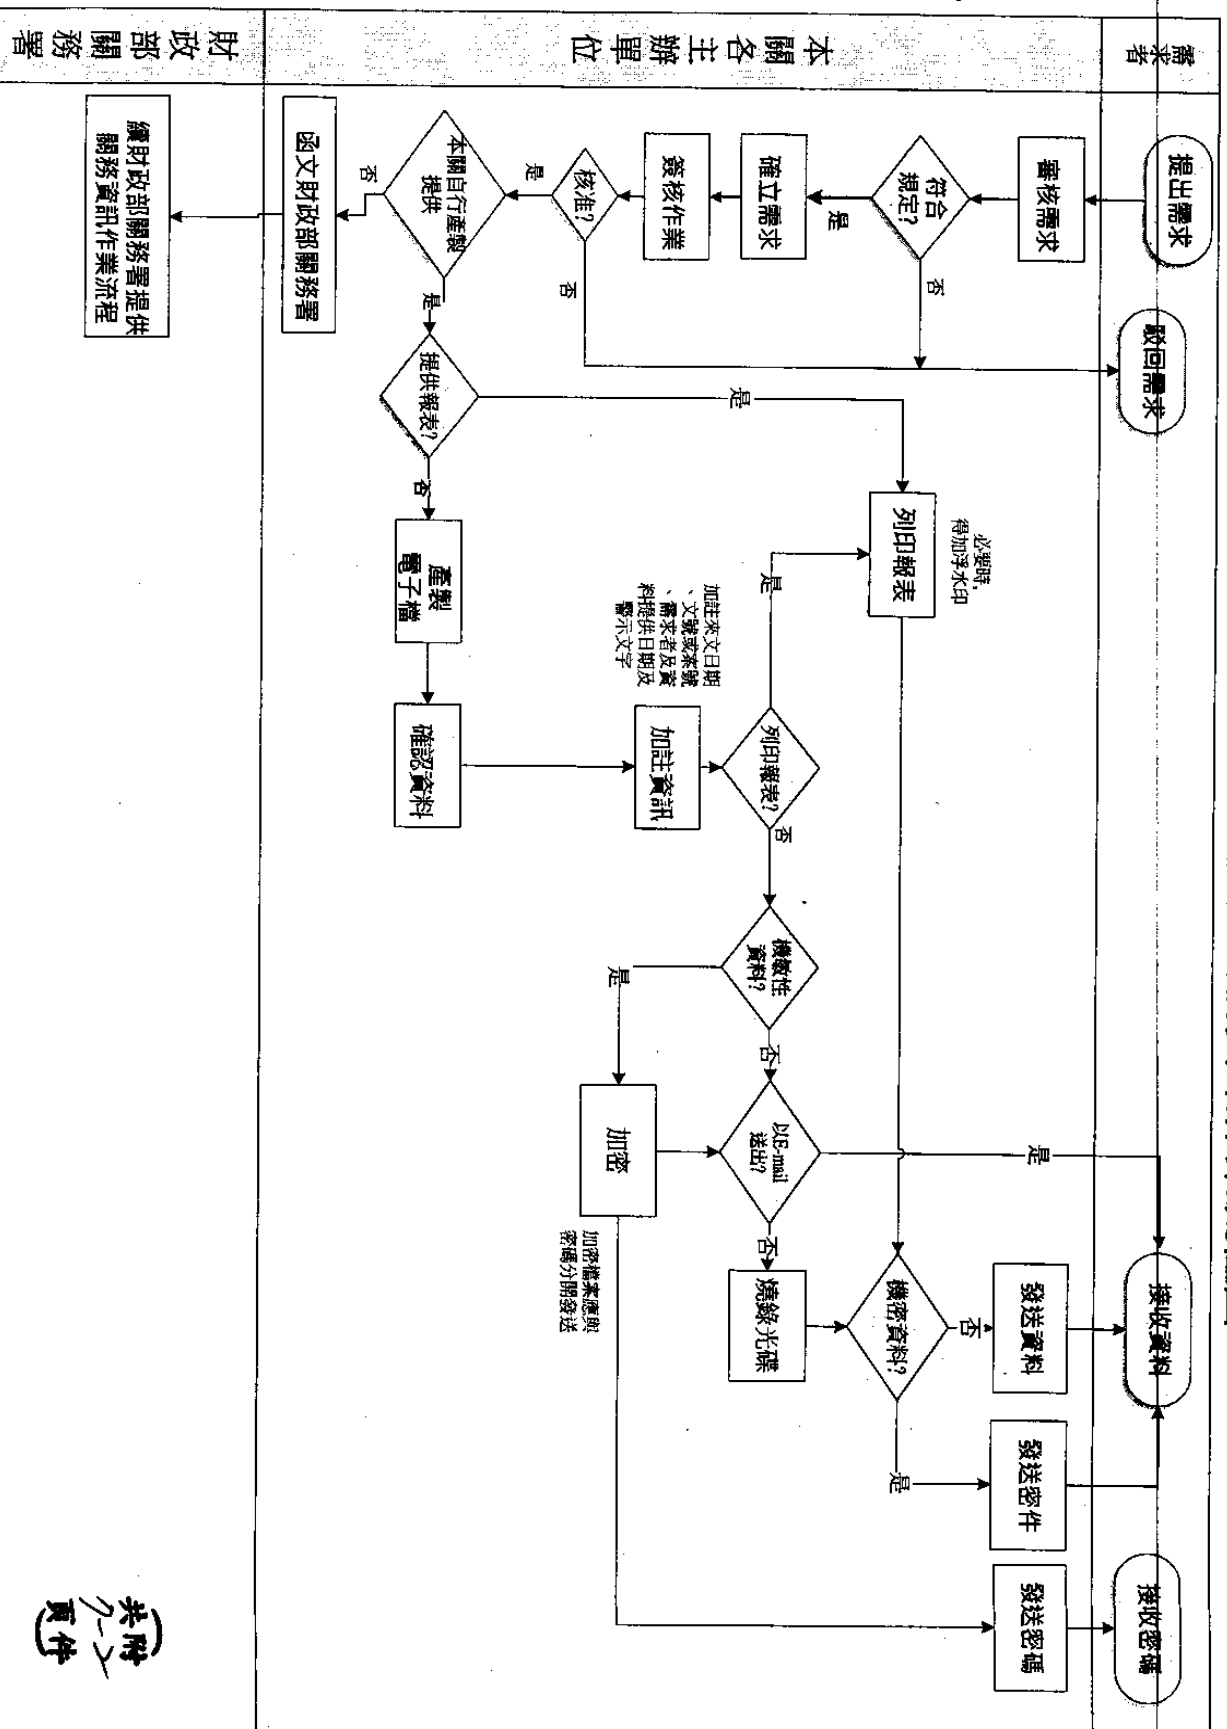 需求者
本關各主辦單位
財政部關務署
提出需求
審核需求
符合
規定?
是
否
確立需求
簽核作業
核准?
是
否
駁回需求
本關自行產製
提供
否
是
函文財政部關務署
續財政部關務署提供
關務資訊作業流程
提供報表?
是
否
列印報表
必要時,
得加浮水印
產製
電子檔
確認資料
加註資訊
加註來文日期
、文號或案號
、需求者及資
料提供日期及
警示文字
列印報表?
是
否
機敏性
資料?
是
否
加密
加密檔案應與
密碼分開發送
以E-mail
送出?
是
否
燒錄光碟
機密資料?
否
是
發送資料
發送密件
發送密碼
接收資料
接收密碼
附件
共 頁